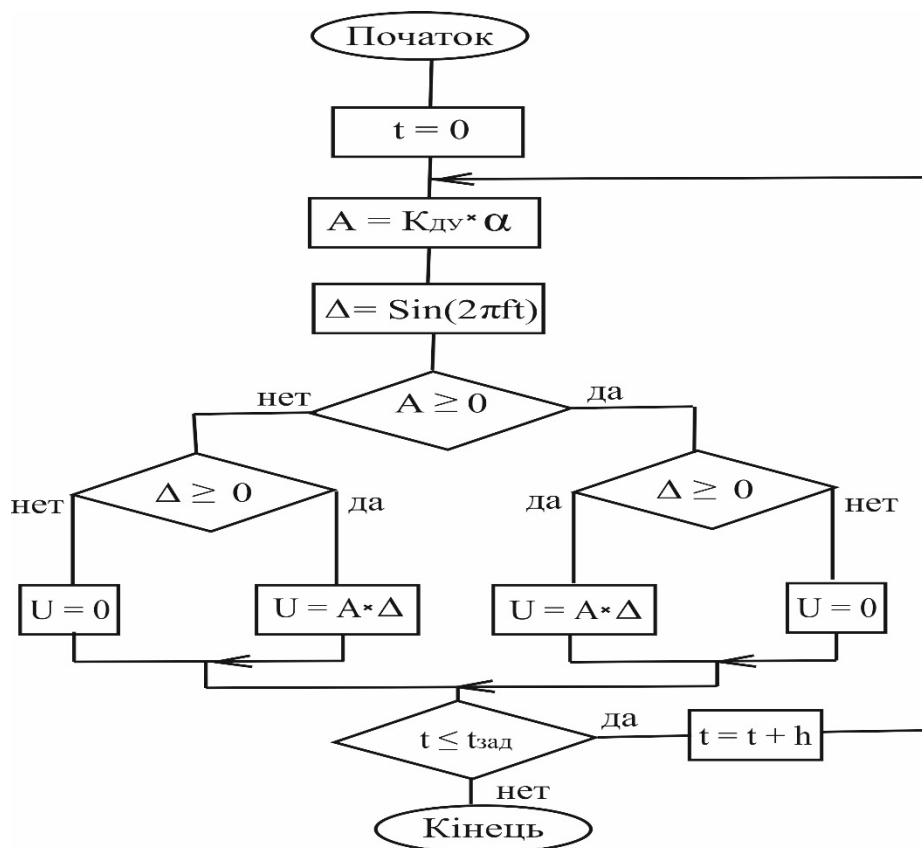 Початок
t = 0
A = Kду* α
Δ= Sin(2πft)
нет
A ≥ 0
да
нет
Δ ≥ 0
да
да
Δ ≥ 0
нет
U = 0
U = A*Δ
U = A*Δ
U = 0
t ≤ tзад
да
t = t + h
нет
Кінець